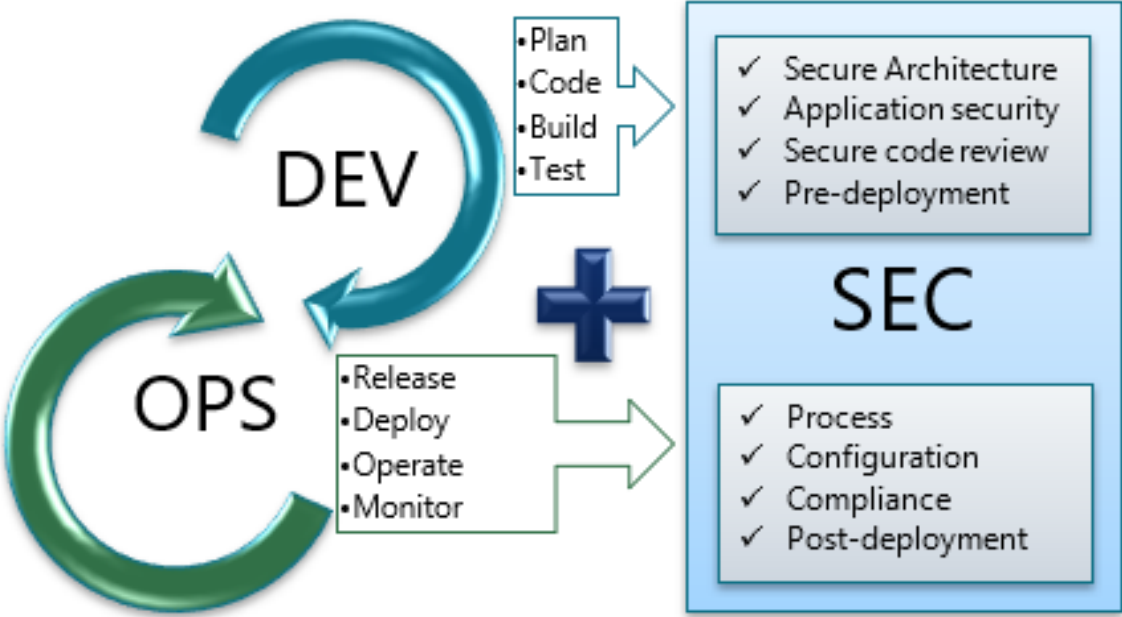 DEV
•Plan
•Code
•Build
•Test
✓ Secure Architecture
✓ Application security
✓ Secure code review
✓ Pre-deployment
SEC
OPS
•Release
•Deploy
•Operate
•Monitor
✓ Process
✓ Configuration
✓ Compliance
✓ Post-deployment